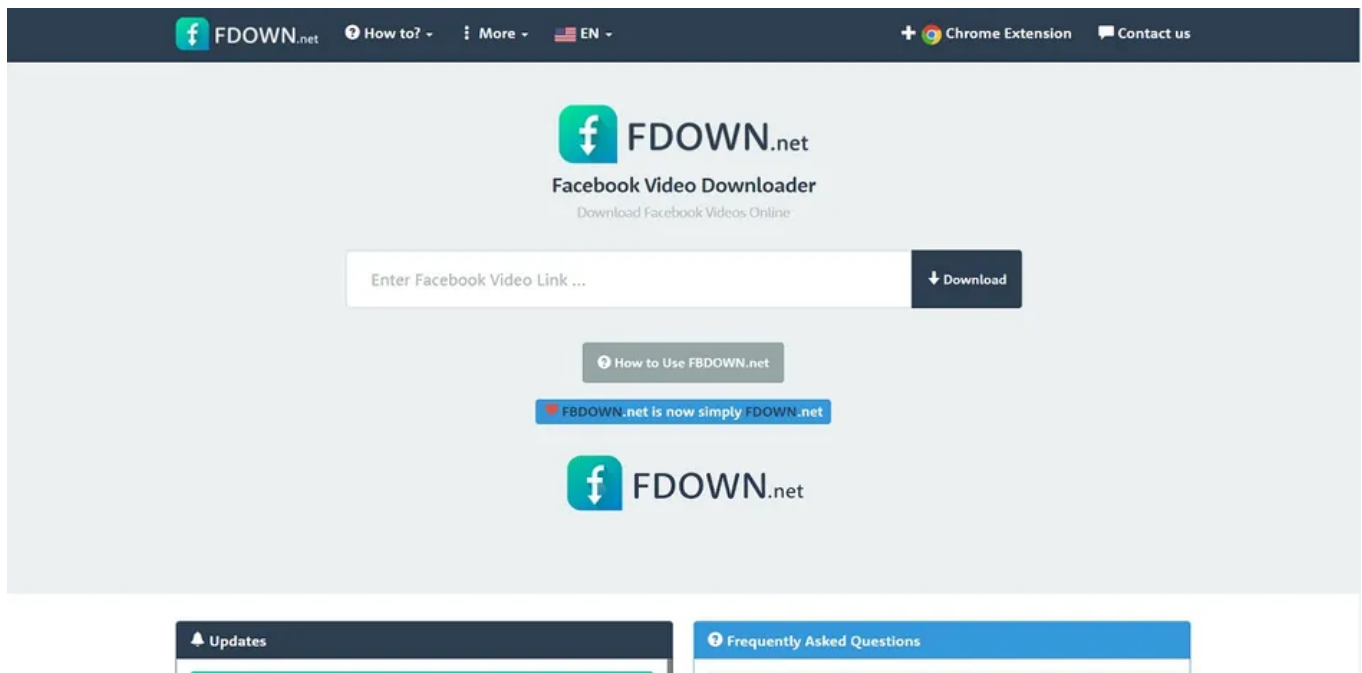 FDOWN.net How to? More EN Chrome Extension Contact us
FDOWN.net
Facebook Video Downloader
Download Facebook Videos Online
Enter Facebook Video Link ... Download
How to Use FBDOWN.net
FBDOWN.net is now simply FDOWN.net
FDOWN.net
Updates
Frequently Asked Questions